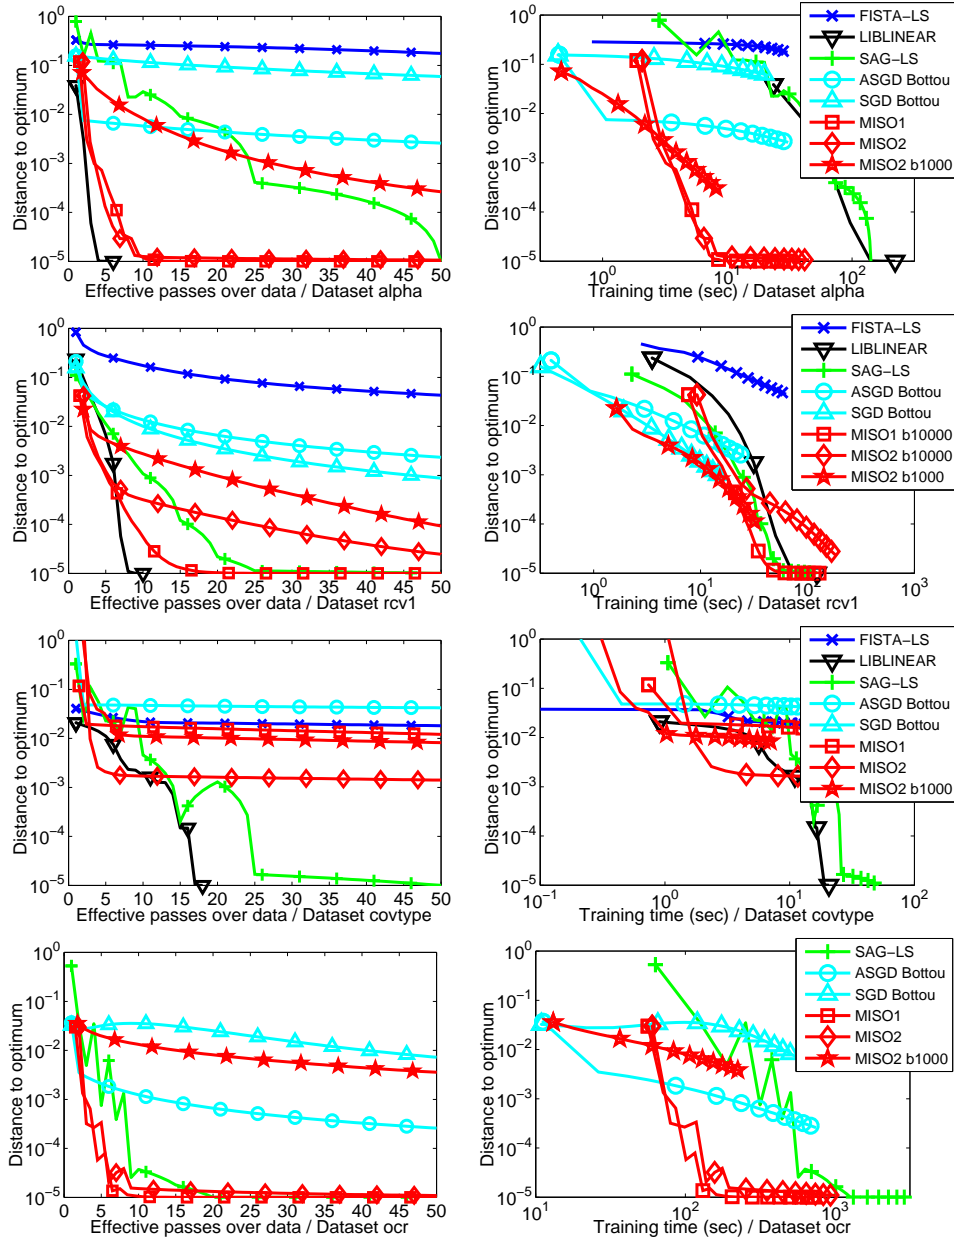 10^0
10^-1
10^-2
10^-3
10^-4
10^-5
Distance to optimum
0 5 10 15 20 25 30 35 40 45 50
Effective passes over data / Dataset alpha
10^0
10^-1
10^-2
10^-3
10^-4
10^-5
Distance to optimum
10^0 10^1 10^2
Training time (sec) / Dataset alpha
FISTA−LS
LIBLINEAR
SAG−LS
ASGD Bottou
SGD Bottou
MISO1
MISO2
MISO2 b1000
10^0
10^-1
10^-2
10^-3
10^-4
10^-5
Distance to optimum
0 5 10 15 20 25 30 35 40 45 50
Effective passes over data / Dataset rcv1
10^0
10^-1
10^-2
10^-3
10^-4
10^-5
Distance to optimum
10^0 10^1 10^2 10^3
Training time (sec) / Dataset rcv1
FISTA−LS
LIBLINEAR
SAG−LS
ASGD Bottou
SGD Bottou
MISO1 b10000
MISO2 b10000
MISO2 b1000
10^0
10^-1
10^-2
10^-3
10^-4
10^-5
Distance to optimum
0 5 10 15 20 25 30 35 40 45 50
Effective passes over data / Dataset covtype
10^0
10^-1
10^-2
10^-3
10^-4
10^-5
Distance to optimum
10^-1 10^0 10^1 10^2
Training time (sec) / Dataset covtype
FISTA−LS
LIBLINEAR
SAG−LS
ASGD Bottou
SGD Bottou
MISO1
MISO2
MISO2 b1000
10^0
10^-1
10^-2
10^-3
10^-4
10^-5
Distance to optimum
0 5 10 15 20 25 30 35 40 45 50
Effective passes over data / Dataset ocr
10^0
10^-1
10^-2
10^-3
10^-4
10^-5
Distance to optimum
10^1 10^2 10^3
Training time (sec) / Dataset ocr
SAG−LS
ASGD Bottou
SGD Bottou
MISO1
MISO2
MISO2 b1000